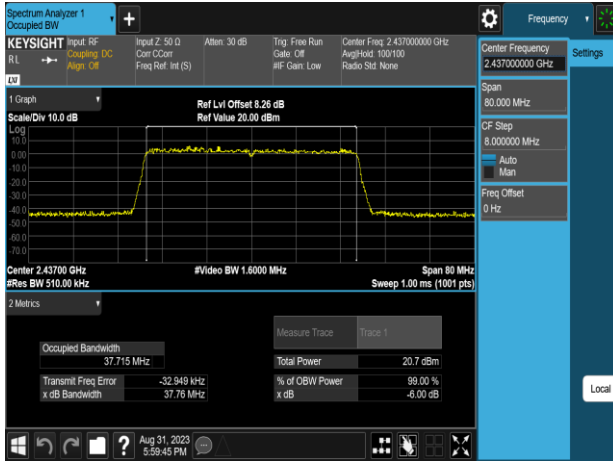 Spectrum Analyzer 1
Occupied BW
Frequency
KEYSIGHT
RL
LXI
Input: RF
Coupling: DC
Align: Off
Input Z: 50 Ω
Corr CCorr
Freq Ref: Int (S)
Atten: 30 dB
Trig: Free Run
Gate: Off
#IF Gain: Low
Center Freq: 2.437000000 GHz
Avg|Hold: 100/100
Radio Std: None
Center Frequency
2.437000000 GHz
Settings
Span
80.000 MHz
CF Step
8.000000 MHz
Auto
Man
Freq Offset
0 Hz
1 Graph
Scale/Div 10.0 dB
Ref Lvl Offset 8.26 dB
Ref Value 20.00 dBm
Log
10.0
0.00
-10.0
-20.0
-30.0
-40.0
-50.0
-60.0
-70.0
Center 2.43700 GHz
#Res BW 510.00 kHz
#Video BW 1.6000 MHz
Span 80 MHz
Sweep 1.00 ms (1001 pts)
2 Metrics
Measure Trace Trace 1
Occupied Bandwidth
37.715 MHz
Total Power 20.7 dBm
Transmit Freq Error -32.949 kHz
% of OBW Power 99.00 %
x dB Bandwidth 37.76 MHz
x dB -6.00 dB
Local
?
Aug 31, 2023
5:59:45 PM